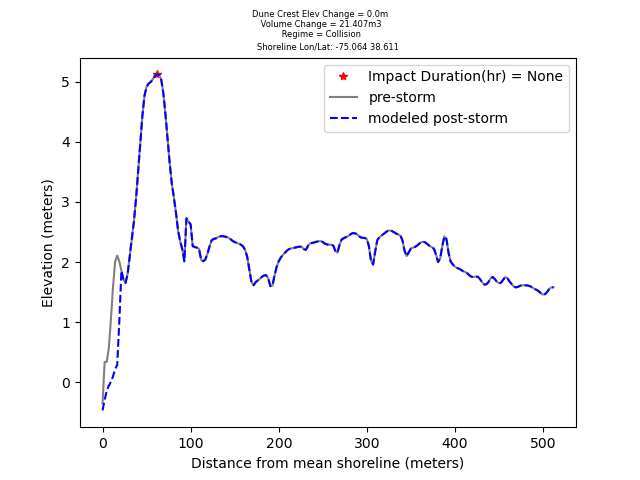 Dune Crest Elev Change = 0.0m
Volume Change = 21.407m3
Regime = Collision
Shoreline Lon/Lat: -75.064 38.611
Impact Duration(hr) = None
pre-storm
modeled post-storm
Elevation (meters)
5
4
3
2
1
0
0 100 200 300 400 500
Distance from mean shoreline (meters)